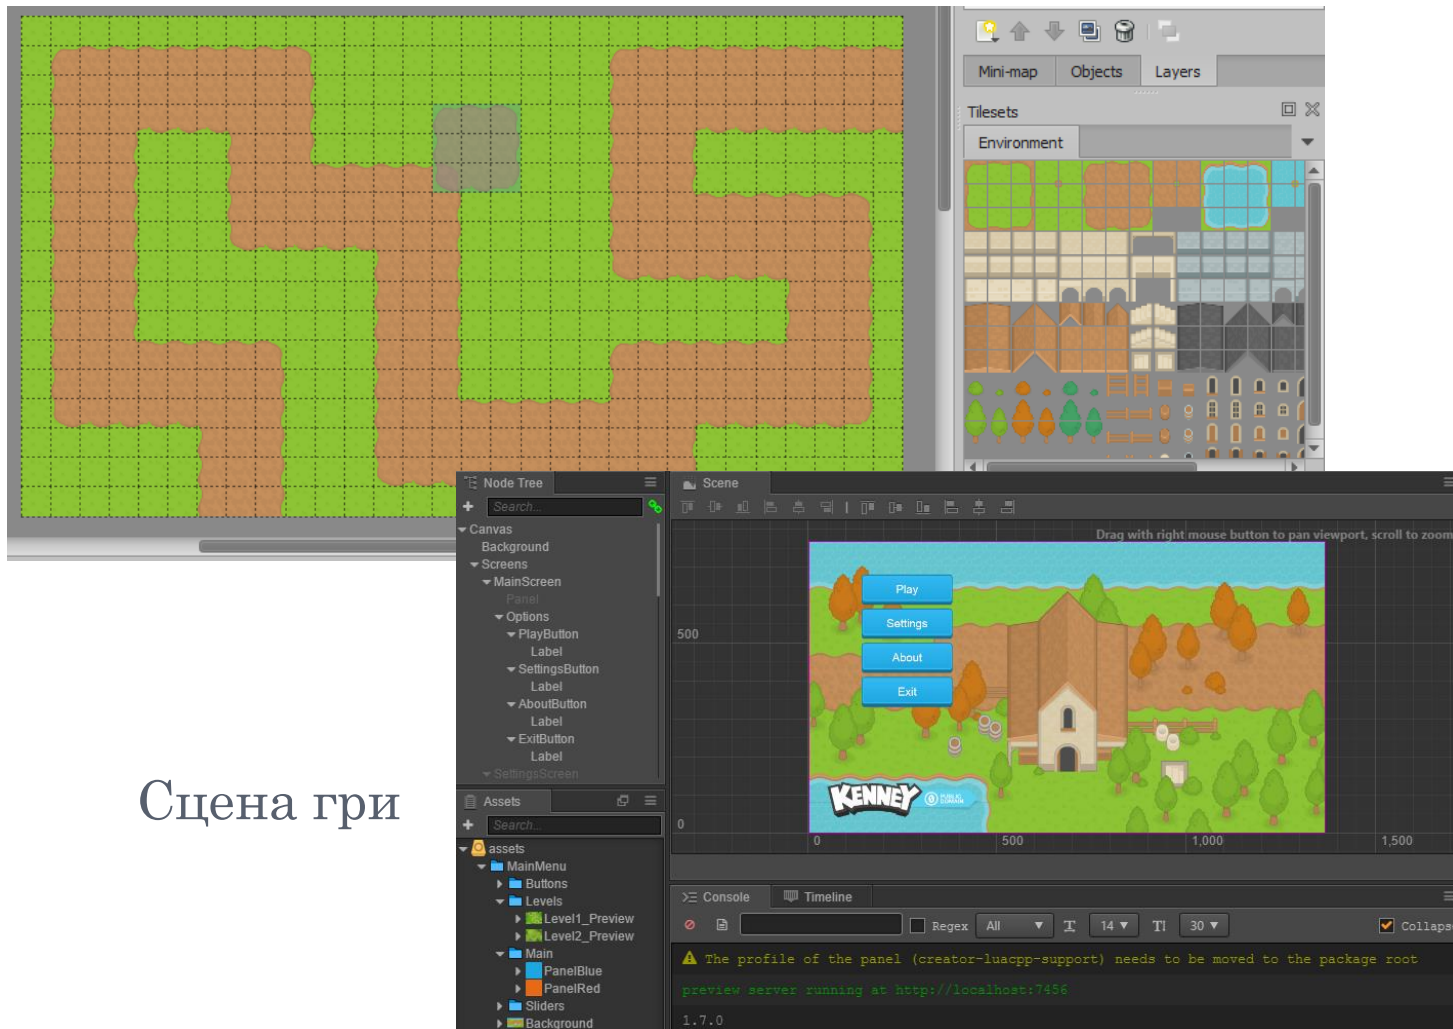 Mini-map Objects Layers
Tilesets
Environment
Node Tree
Search...
Canvas
Background
Screens
MainScreen
Panel
Options
PlayButton
Label
SettingsButton
Label
AboutButton
Label
ExitButton
Label
SettingsScreen
Scene
Drag with right mouse button to pan viewport, scroll to zoom
500
0
0 500 1,000 1,500
Play
Settings
About
Exit
KENNEY
PUBLIC
DOMAIN
Сцена гри
Assets
Search...
assets
MainMenu
Buttons
Levels
Level1_Preview
Level2_Preview
Main
PanelBlue
PanelRed
Sliders
Background
Console Timeline
Regex All 14 30 Collaps
The profile of the panel (creator-luacpp-support) needs to be moved to the package root
preview server running at http://localhost:7456
1.7.0